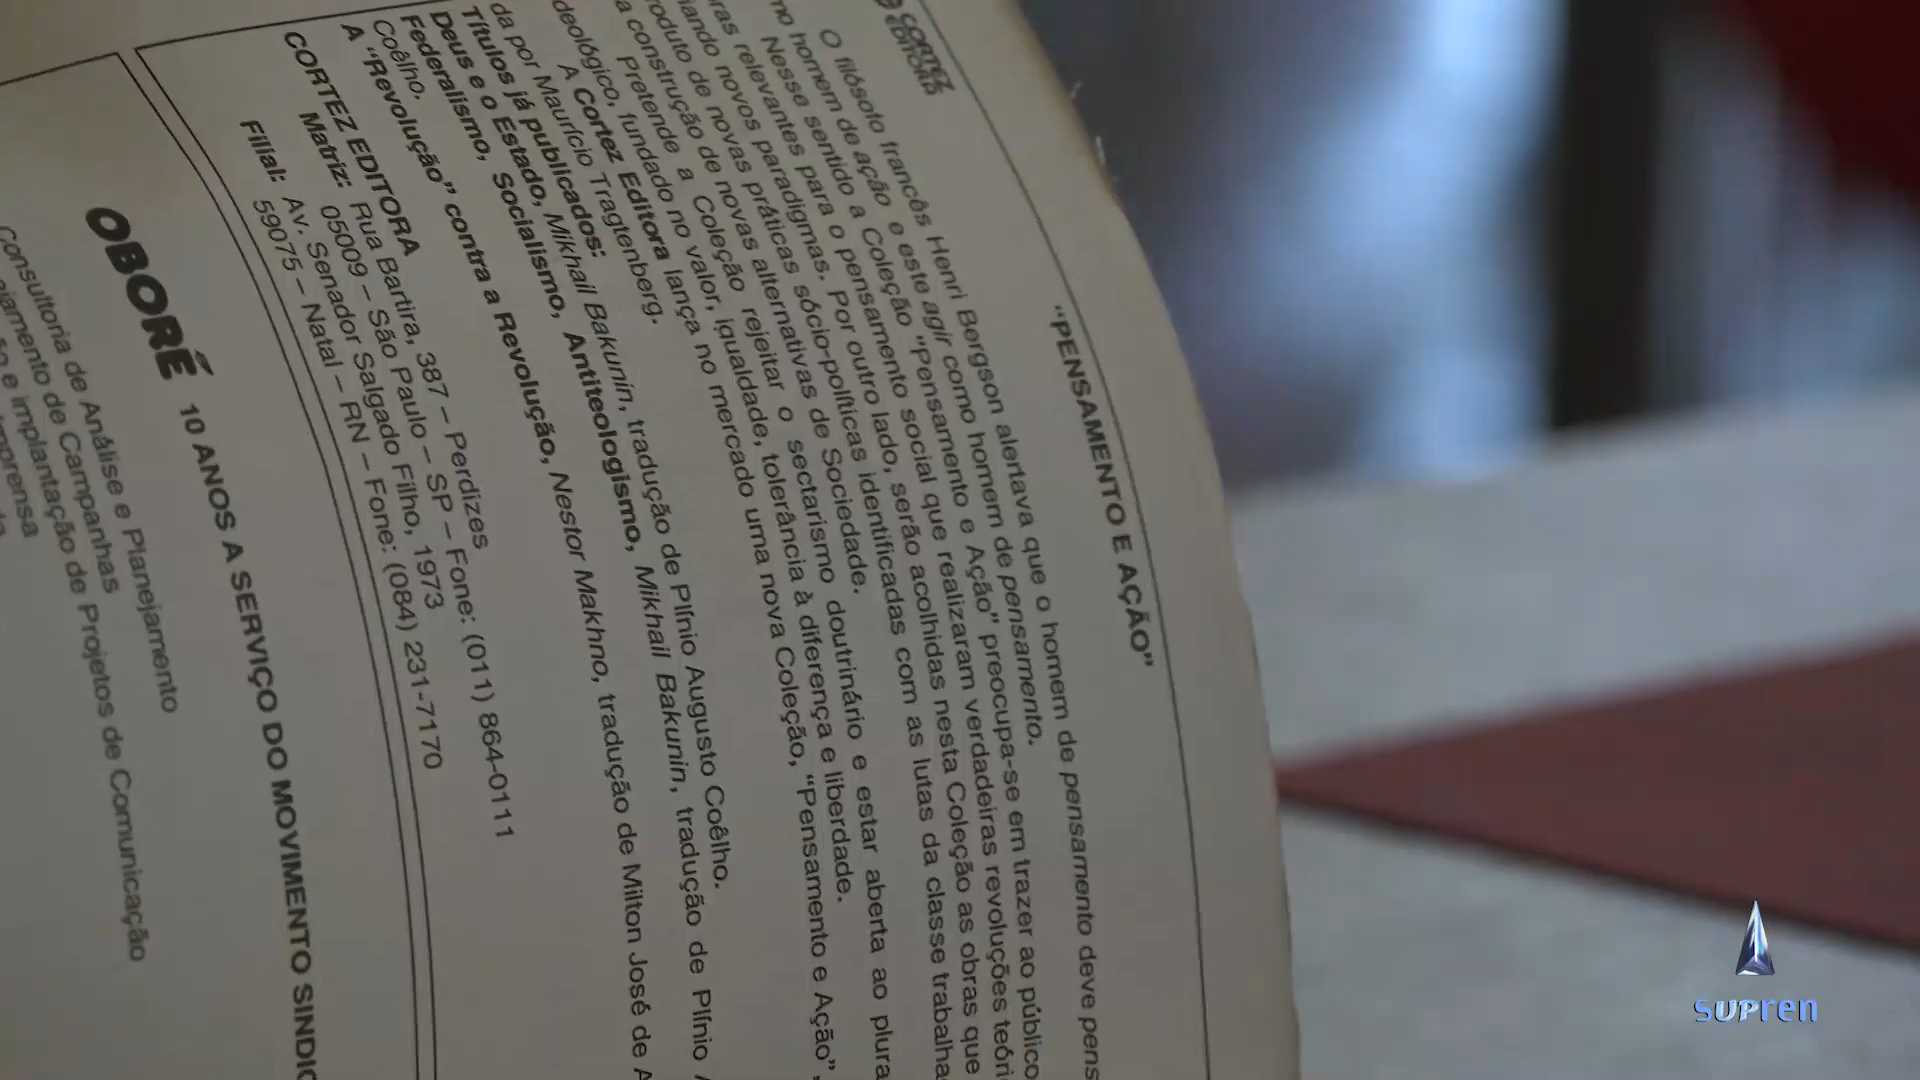 CORTEZ
EDITORA
"PENSAMENTO E AÇÃO"
O filósofo francês Henri Bergson alertava que o homem de pensamento deve pens
mo homem de ação e este agir como homem de pensamento.
Nesse sentido a Coleção "Pensamento e Ação" preocupa-se em trazer ao público
ras relevantes para o pensamento social que realizaram verdadeiras revoluções teóri
iando novos paradigmas. Por outro lado, serão acolhidas nesta Coleção as obras que
roduto de novas práticas sócio-políticas identificadas com as lutas da classe trabalha
a construção de novas alternativas de Sociedade.
Pretende a Coleção rejeitar o sectarismo doutrinário e estar aberta ao plura
deológico, fundado no valor, igualdade, tolerância à diferença e liberdade.
A Cortez Editora lança no mercado uma nova Coleção, "Pensamento e Ação",
da por Maurício Tragtenberg.
Títulos já publicados:
Deus e o Estado, Mikhail Bakunin, tradução de Plínio Augusto Coêlho.
Federalismo, Socialismo, Antiteologismo, Mikhail Bakunin, tradução de Plínio A
Coêlho.
A "Revolução" contra a Revolução, Nestor Makhno, tradução de Milton José de A
CORTEZ EDITORA
Matriz: Rua Bartira, 387 – Perdizes
05009 – São Paulo – SP – Fone: (011) 864-0111
Filial: Av. Senador Salgado Filho, 1973
59075 – Natal – RN – Fone: (084) 231-7170
OBORÉ 10 ANOS A SERVIÇO DO MOVIMENTO SINDIC
Consultoria de Análise e Planejamento
ejamento de Campanhas
ão e implantação de Projetos de Comunicação
imprensa
supren